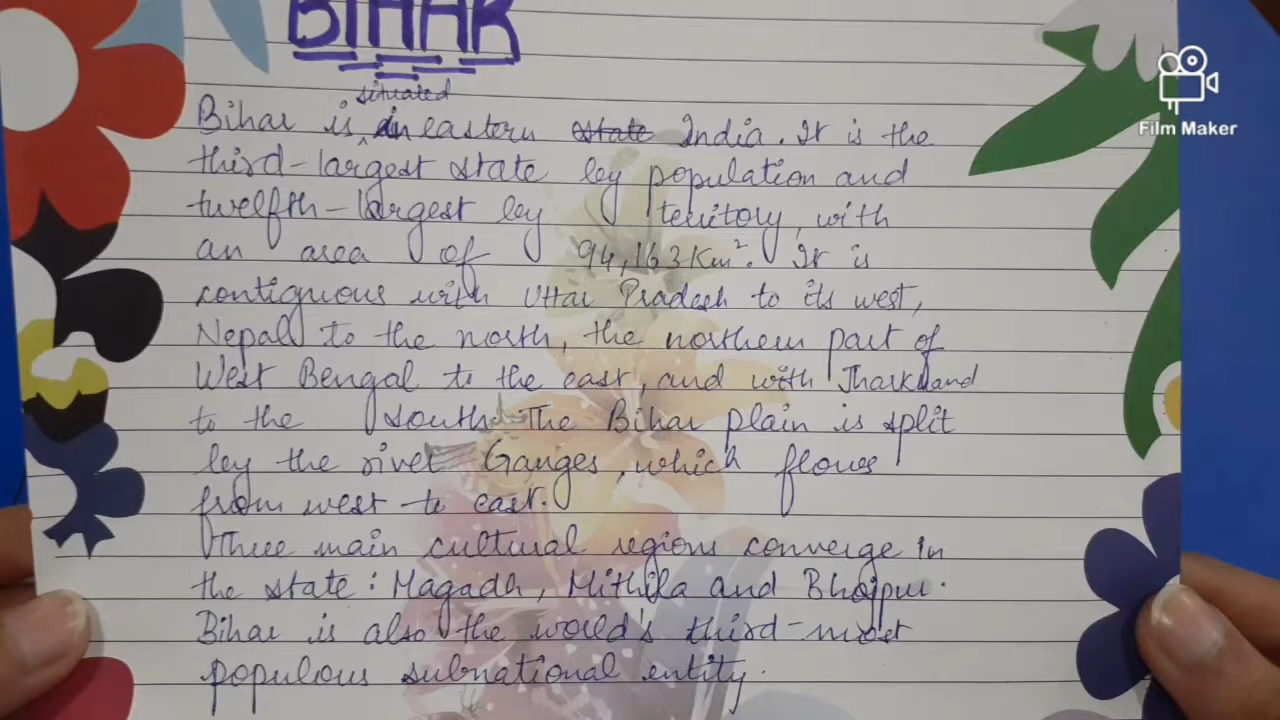 BIHAR
situated
Bihar is in eastern state India. It is the
third-largest state by population and
twelfth-largest by territory, with
an area of 94,163 Km². It is
contiguous with Uttar Pradesh to its west,
Nepal to the north, the northern part of
West Bengal to the east, and with Jharkhand
to the south. The Bihar plain is split
by the river Ganges, which flows
from west to east.
Three main cultural regions converge in
the state: Magadh, Mithila and Bhojpur.
Bihar is also the world's third-most
populous subnational entity.
Film Maker